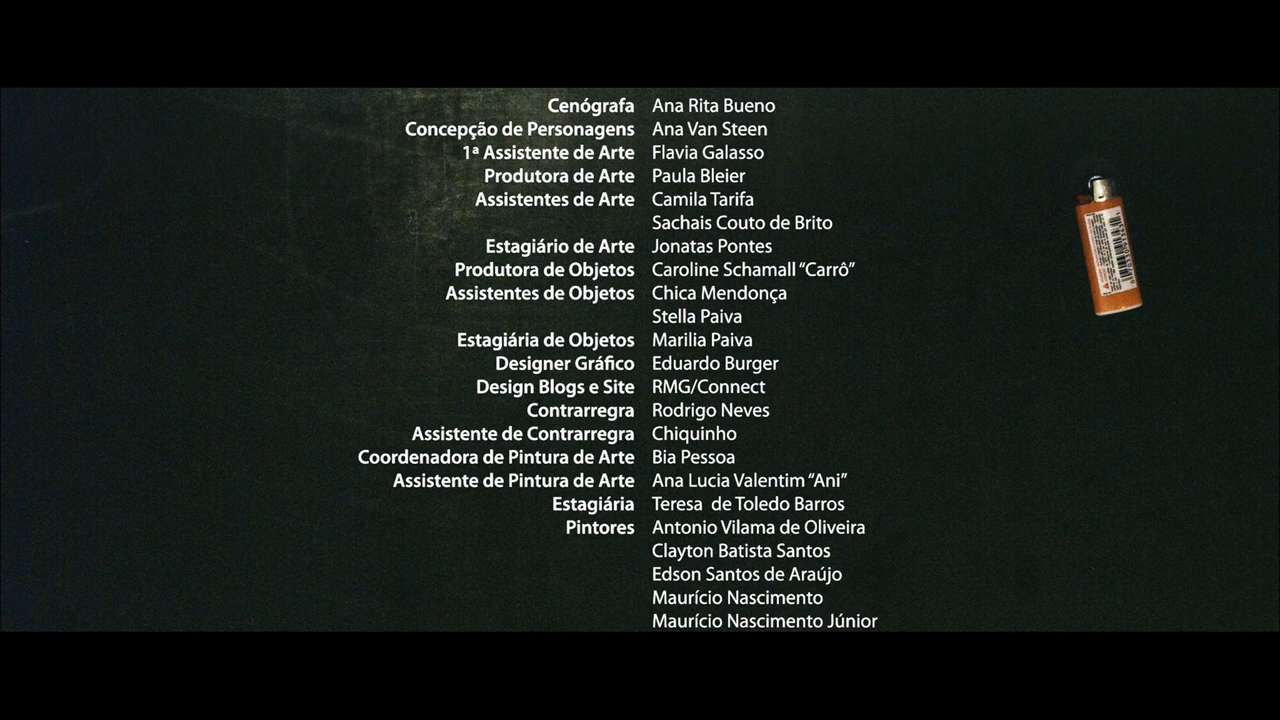 Cenógrafa Ana Rita Bueno
Concepção de Personagens Ana Van Steen
1ª Assistente de Arte Flavia Galasso
Produtora de Arte Paula Bleier
Assistentes de Arte Camila Tarifa
Sachais Couto de Brito
Estagiário de Arte Jonatas Pontes
Produtora de Objetos Caroline Schamall “Carrô”
Assistentes de Objetos Chica Mendonça
Stella Paiva
Estagiária de Objetos Marilia Paiva
Designer Gráfico Eduardo Burger
Design Blogs e Site RMG/Connect
Contrarregra Rodrigo Neves
Assistente de Contrarregra Chiquinho
Coordenadora de Pintura de Arte Bia Pessoa
Assistente de Pintura de Arte Ana Lucia Valentim “Ani”
Estagiária Teresa de Toledo Barros
Pintores Antonio Vilama de Oliveira
Clayton Batista Santos
Edson Santos de Araújo
Maurício Nascimento
Maurício Nascimento Júnior